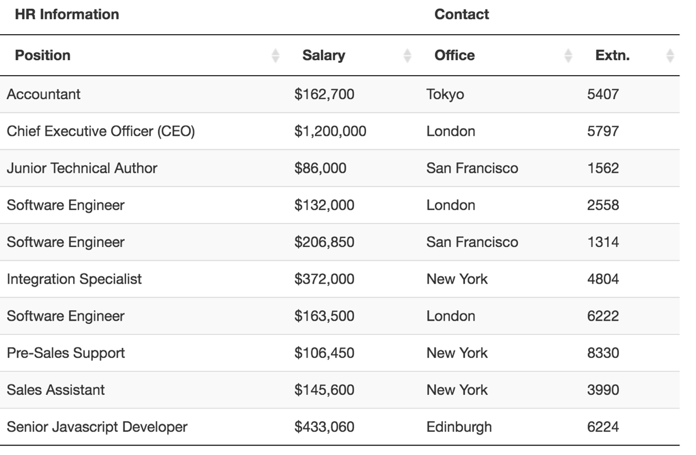 HR Information Contact
Position Salary Office Extn.
Accountant $162,700 Tokyo 5407
Chief Executive Officer (CEO) $1,200,000 London 5797
Junior Technical Author $86,000 San Francisco 1562
Software Engineer $132,000 London 2558
Software Engineer $206,850 San Francisco 1314
Integration Specialist $372,000 New York 4804
Software Engineer $163,500 London 6222
Pre-Sales Support $106,450 New York 8330
Sales Assistant $145,600 New York 3990
Senior Javascript Developer $433,060 Edinburgh 6224